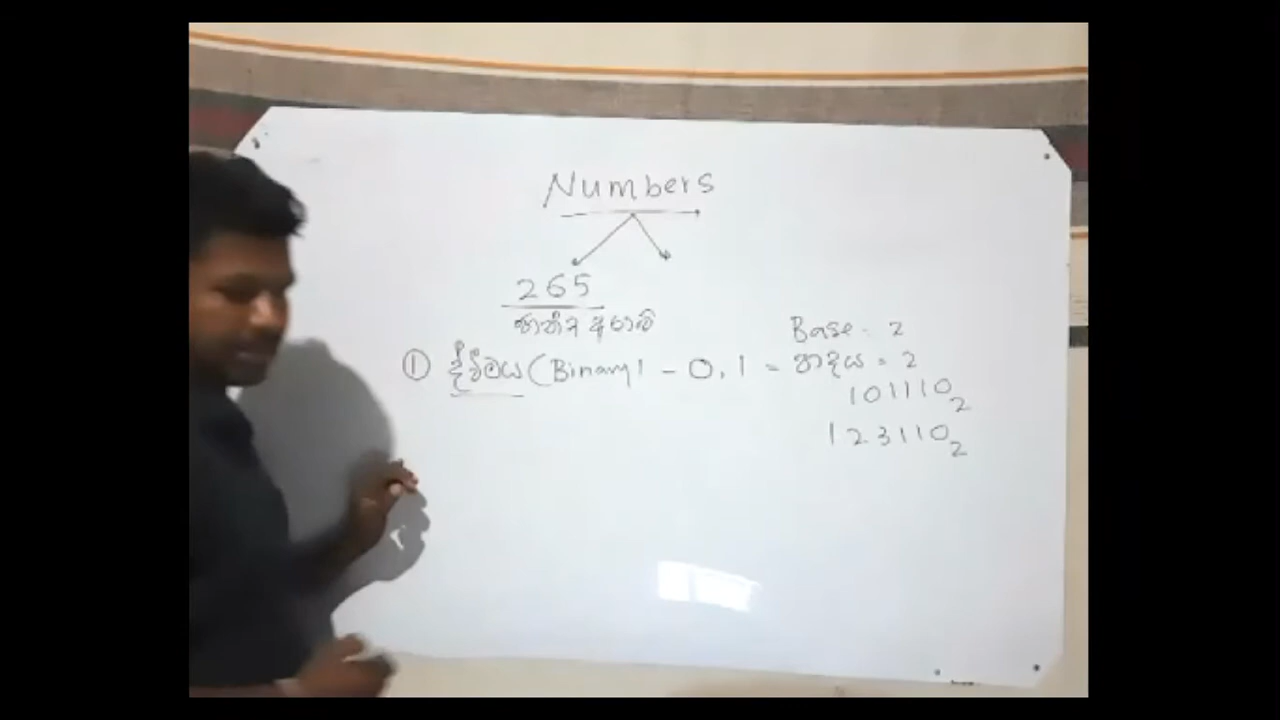 Numbers
265
Base - 2
① ද්වීමය (Binary) - 0,1 = පාදය = 2
101110₂
123110₂